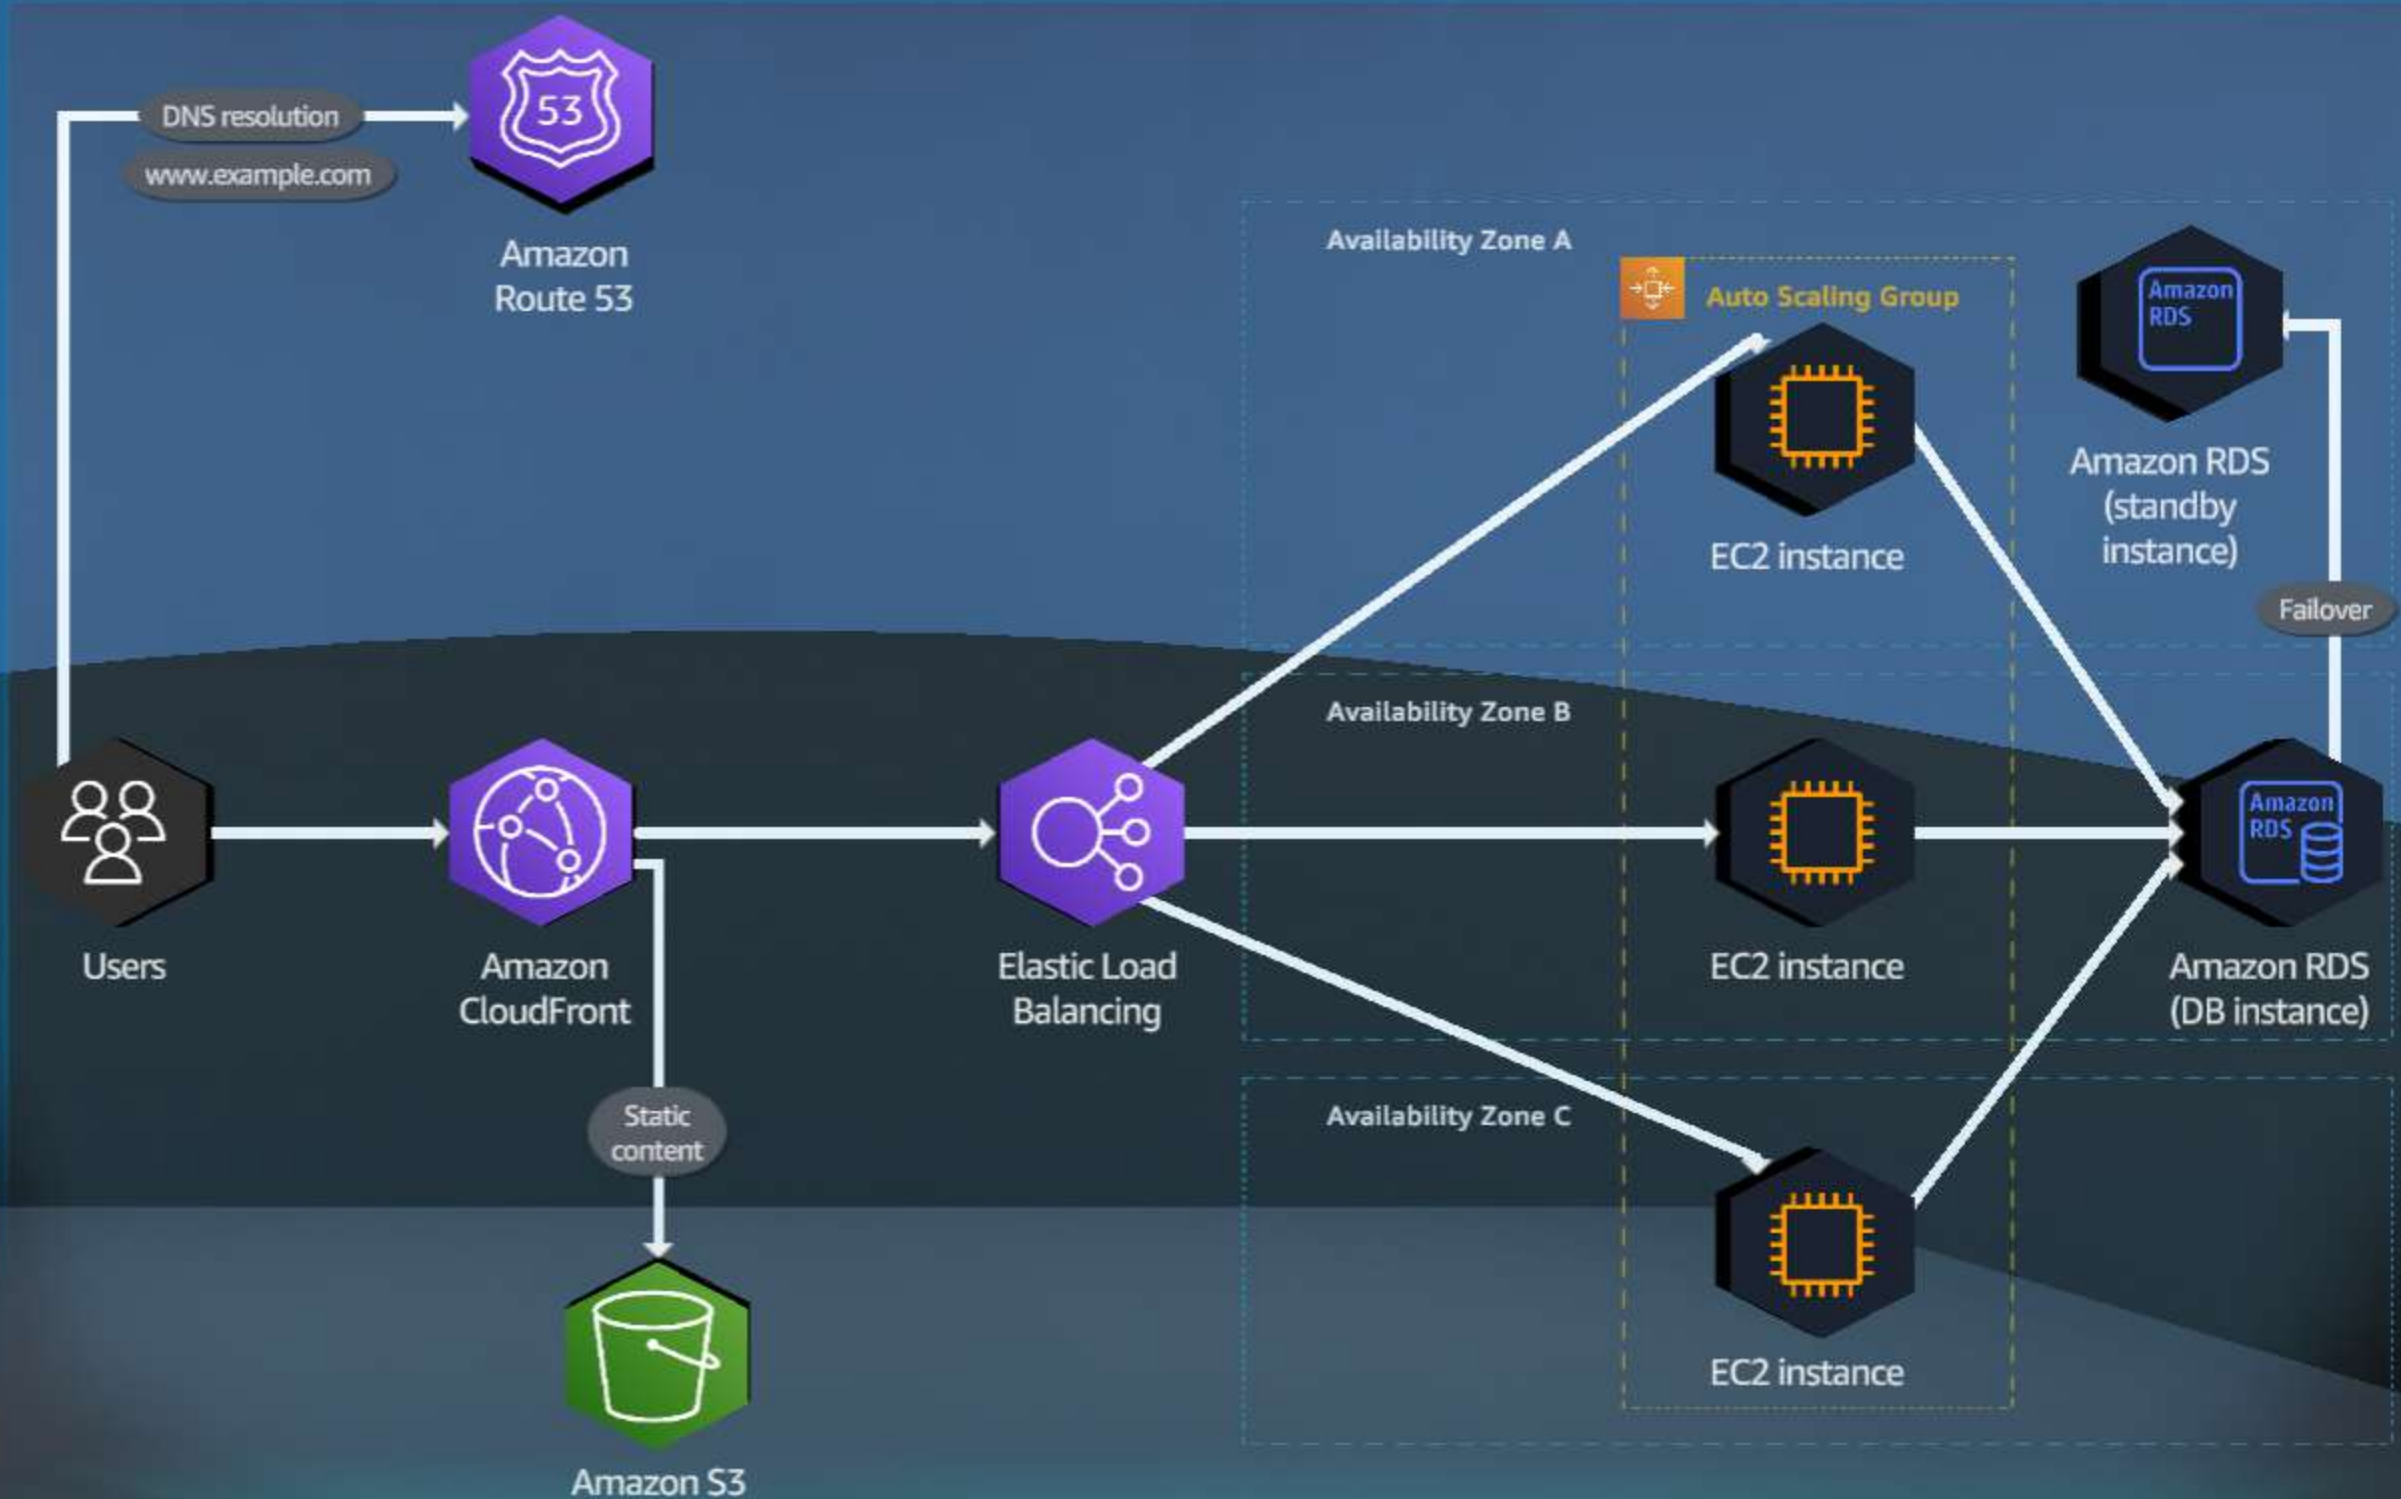 DNS resolution
www.example.com
53
Amazon
Route 53
Availability Zone A
Auto Scaling Group
EC2 instance
Amazon
RDS
Amazon RDS
(standby
instance)
Failover
Availability Zone B
Users
Amazon
CloudFront
Elastic Load
Balancing
EC2 instance
Amazon
RDS
Amazon RDS
(DB instance)
Static
content
Availability Zone C
EC2 instance
Amazon S3